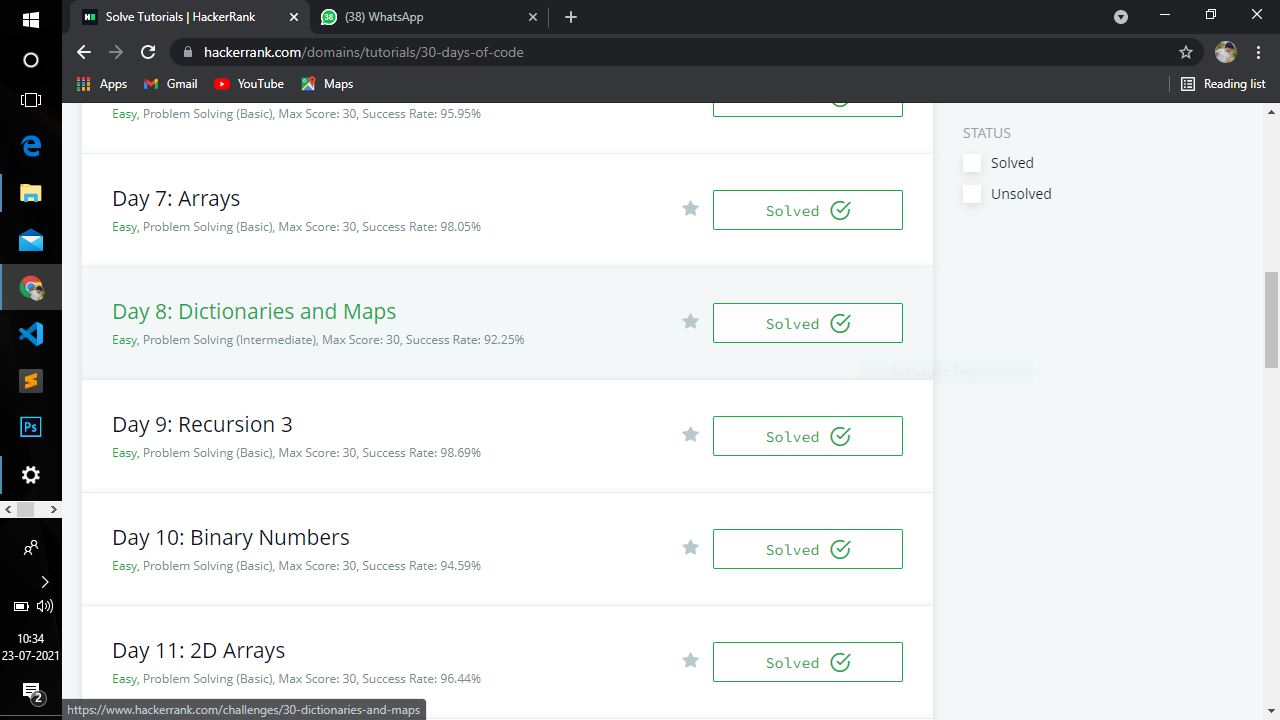 Solve Tutorials | HackerRank
(38) WhatsApp
hackerrank.com/domains/tutorials/30-days-of-code
Apps
Gmail
YouTube
Maps
Reading list
Easy, Problem Solving (Basic), Max Score: 30, Success Rate: 95.95%
STATUS
Solved
Unsolved
Day 7: Arrays
Easy, Problem Solving (Basic), Max Score: 30, Success Rate: 98.05%
Solved
Day 8: Dictionaries and Maps
Easy, Problem Solving (Intermediate), Max Score: 30, Success Rate: 92.25%
Solved
Full-screen Snip
Day 9: Recursion 3
Easy, Problem Solving (Basic), Max Score: 30, Success Rate: 98.69%
Solved
Day 10: Binary Numbers
Easy, Problem Solving (Basic), Max Score: 30, Success Rate: 94.59%
Solved
Day 11: 2D Arrays
Easy, Problem Solving (Basic), Max Score: 30, Success Rate: 96.44%
Solved
https://www.hackerrank.com/challenges/30-dictionaries-and-maps
38
Ps
10:34
23-07-2021
2